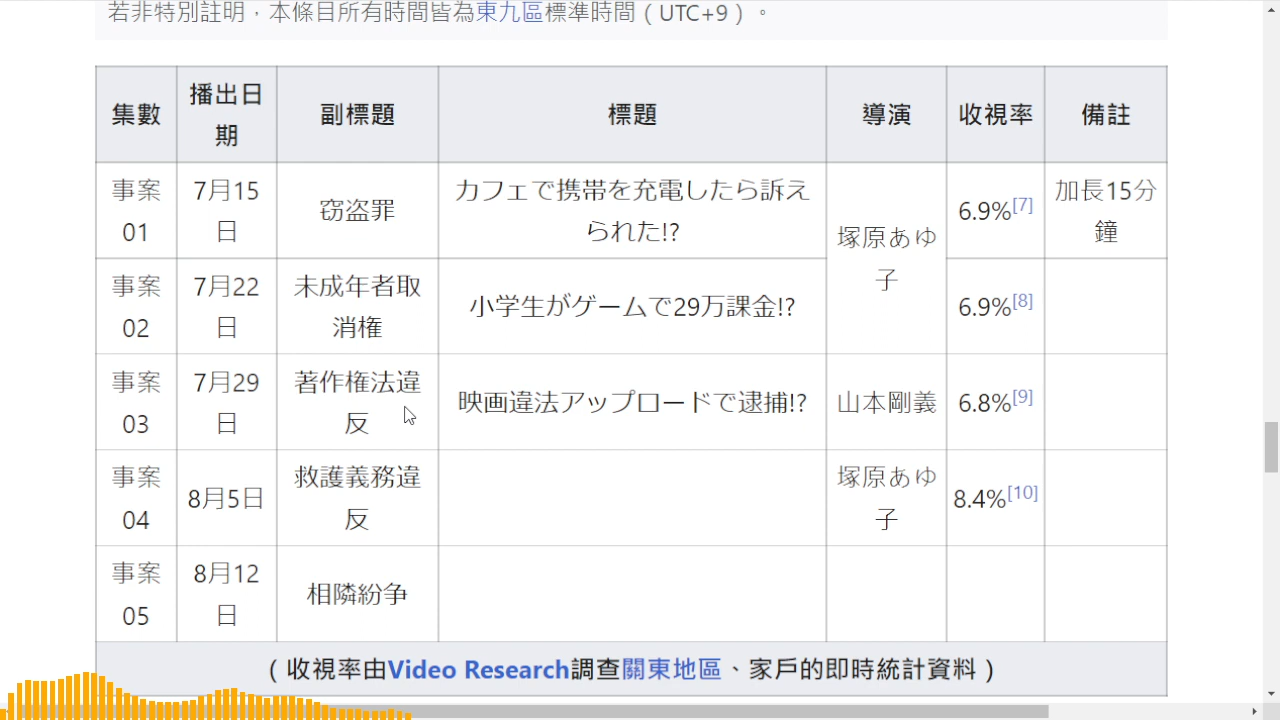 若非特別註明，本條目所有時間皆為東九區標準時間（UTC+9）。
集數 播出日期 副標題 標題 導演 收視率 備註
事案01 7月15日 窃盗罪 カフェで携帯を充電したら訴えられた!? 塚原あゆ子 6.9%[7] 加長15分鐘
事案02 7月22日 未成年者取消権 小学生がゲームで29万課金!? 6.9%[8]
事案03 7月29日 著作権法違反 映画違法アップロードで逮捕!? 山本剛義 6.8%[9]
事案04 8月5日 救護義務違反 塚原あゆ子 8.4%[10]
事案05 8月12日 相隣紛争
（收視率由Video Research調查關東地區、家戶的即時統計資料）